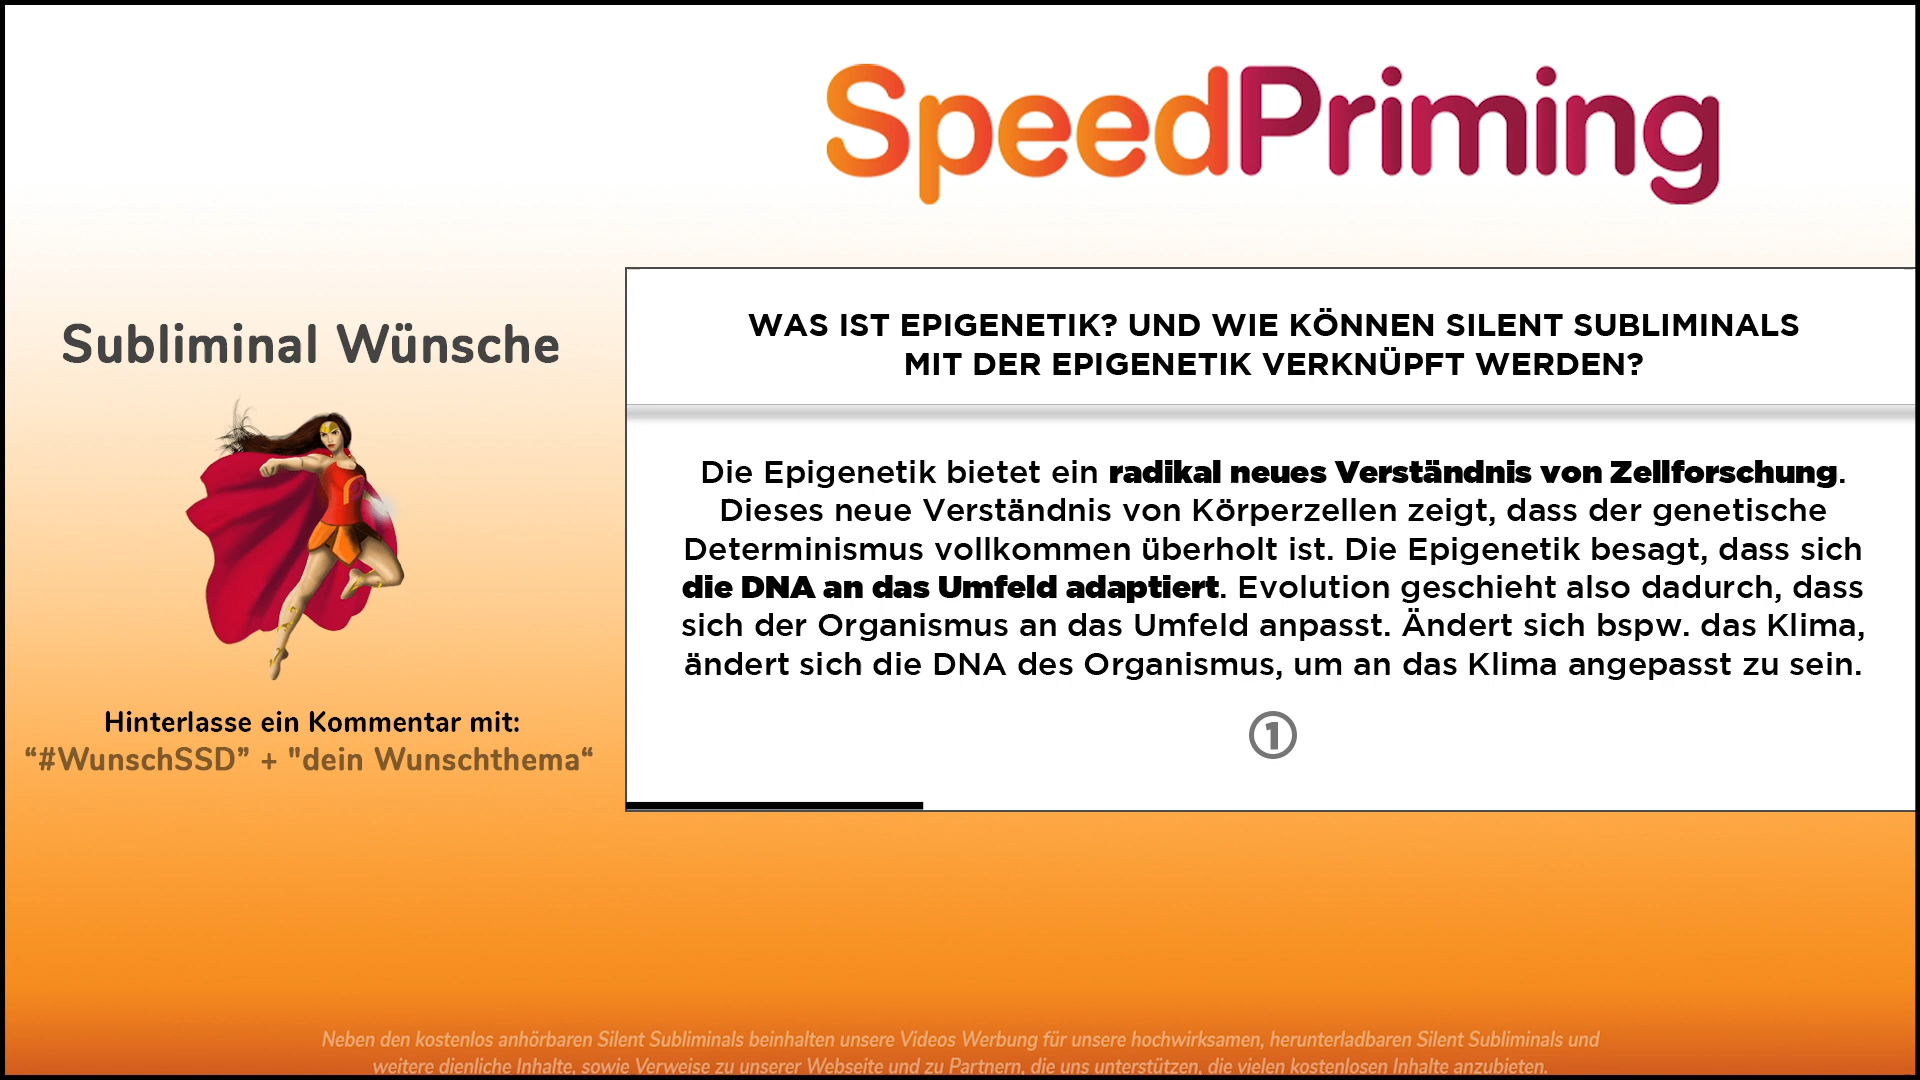 SpeedPriming
Subliminal Wünsche
Hinterlasse ein Kommentar mit:
“#WunschSSD” + "dein Wunschthema“
WAS IST EPIGENETIK? UND WIE KÖNNEN SILENT SUBLIMINALS
MIT DER EPIGENETIK VERKNÜPFT WERDEN?
Die Epigenetik bietet ein radikal neues Verständnis von Zellforschung.
Dieses neue Verständnis von Körperzellen zeigt, dass der genetische
Determinismus vollkommen überholt ist. Die Epigenetik besagt, dass sich
die DNA an das Umfeld adaptiert. Evolution geschieht also dadurch, dass
sich der Organismus an das Umfeld anpasst. Ändert sich bspw. das Klima,
ändert sich die DNA des Organismus, um an das Klima angepasst zu sein.
①
Neben den kostenlos anhörbaren Silent Subliminals beinhalten unsere Videos Werbung für unsere hochwirksamen, herunterladbaren Silent Subliminals und
weitere dienliche Inhalte, sowie Verweise zu unserer Webseite und zu Partnern, die uns unterstützen, die vielen kostenlosen Inhalte anzubieten.